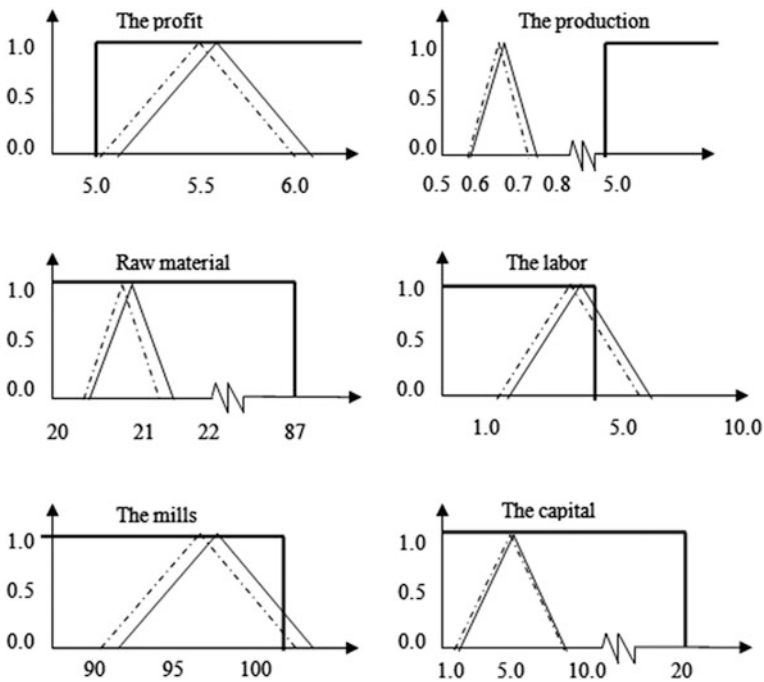 The profit
1.0
0.5
0.0
5.0 5.5 6.0
The production
1.0
0.5
0.0
0.5 0.6 0.7 0.8 5.0
Raw material
1.0
0.5
0.0
20 21 22 87
The labor
1.0
0.5
0.0
1.0 5.0 10.0
The mills
1.0
0.5
0.0
90 95 100
The capital
1.0
0.5
0.0
1.0 5.0 10.0 20